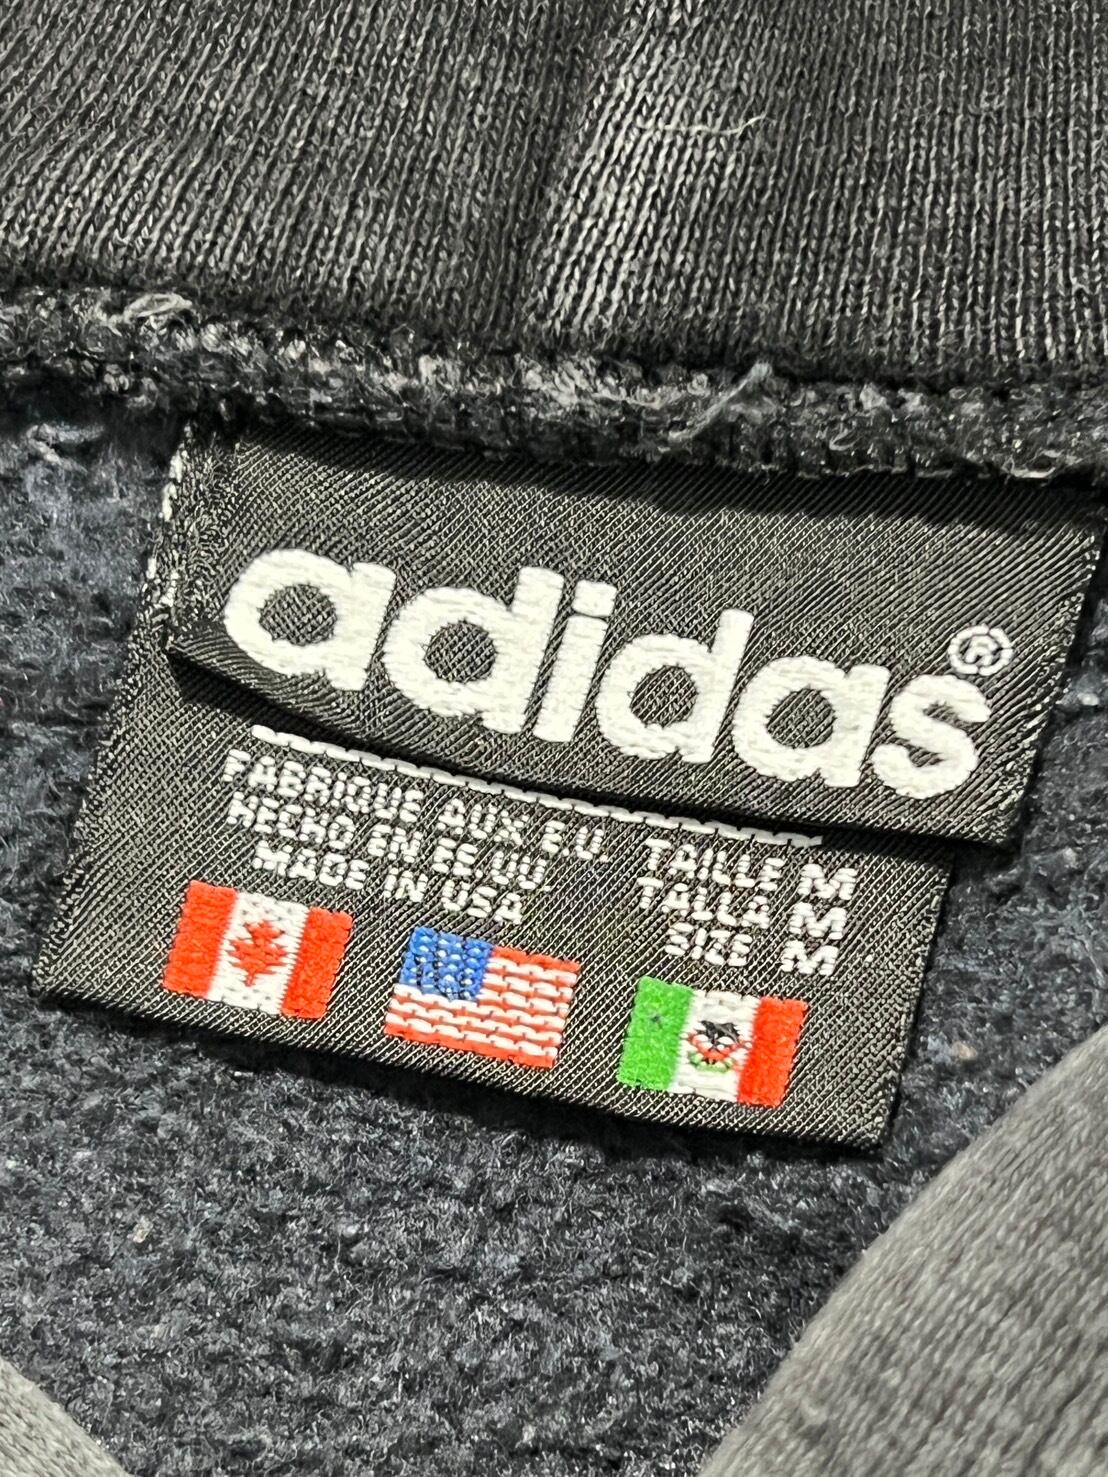 adidas®
FABRIQUE AUX E.U.
HECHO EN EE.UU.
MADE IN USA
TAILLE M
TALLA M
SIZE M